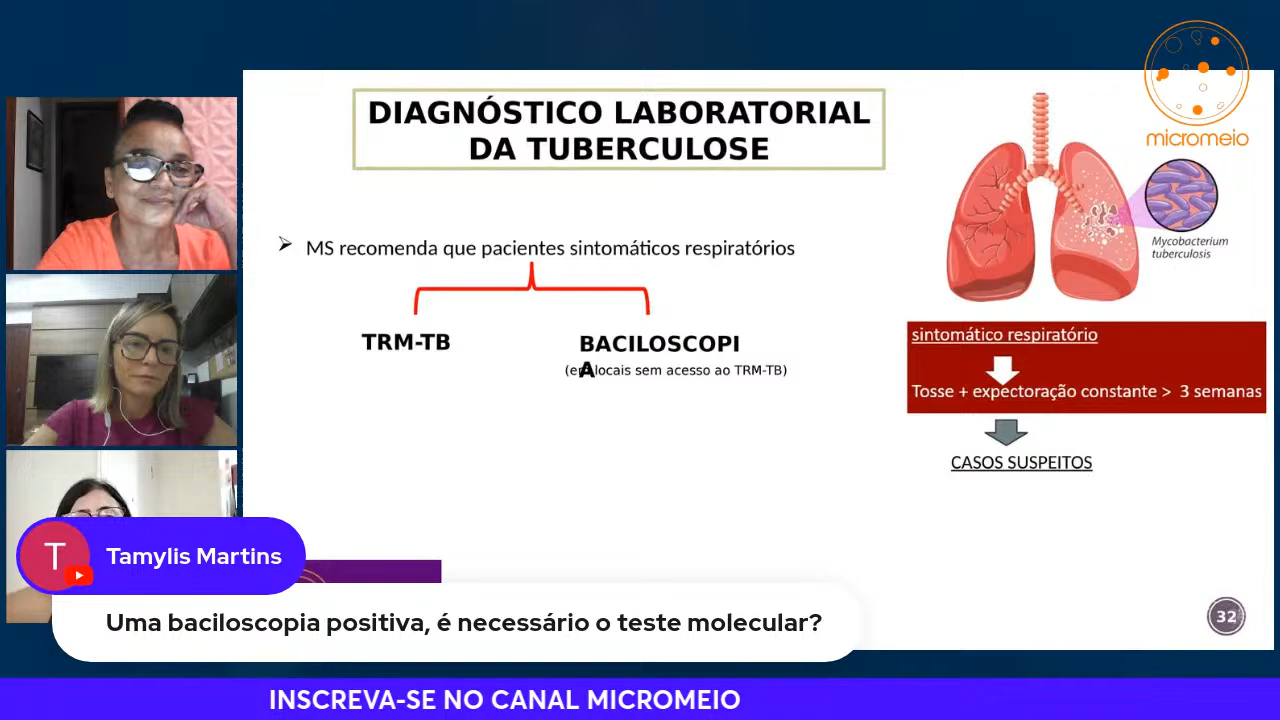 micromeio
DIAGNÓSTICO LABORATORIAL
DA TUBERCULOSE
MS recomenda que pacientes sintomáticos respiratórios
TRM-TB
BACILOSCOPI
A
(em locais sem acesso ao TRM-TB)
Mycobacterium
tuberculosis
sintomático respiratório
Tosse + expectoração constante > 3 semanas
CASOS SUSPEITOS
T
Tamylis Martins
Uma baciloscopia positiva, é necessário o teste molecular?
32
INSCREVA-SE NO CANAL MICROMEIO